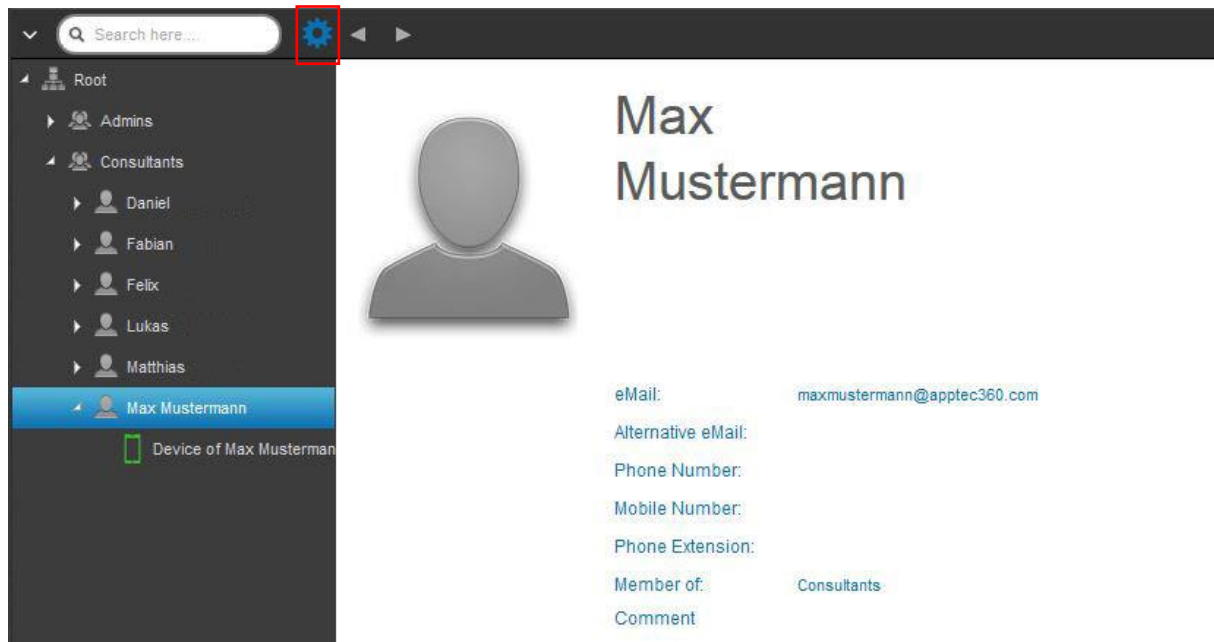 Search here....
Root
Admins
Consultants
Daniel
Fabian
Felix
Lukas
Matthias
Max Mustermann
Device of Max Musterman
Max
Mustermann
eMail: maxmustermann@apptec360.com
Alternative eMail:
Phone Number:
Mobile Number:
Phone Extension:
Member of: Consultants
Comment